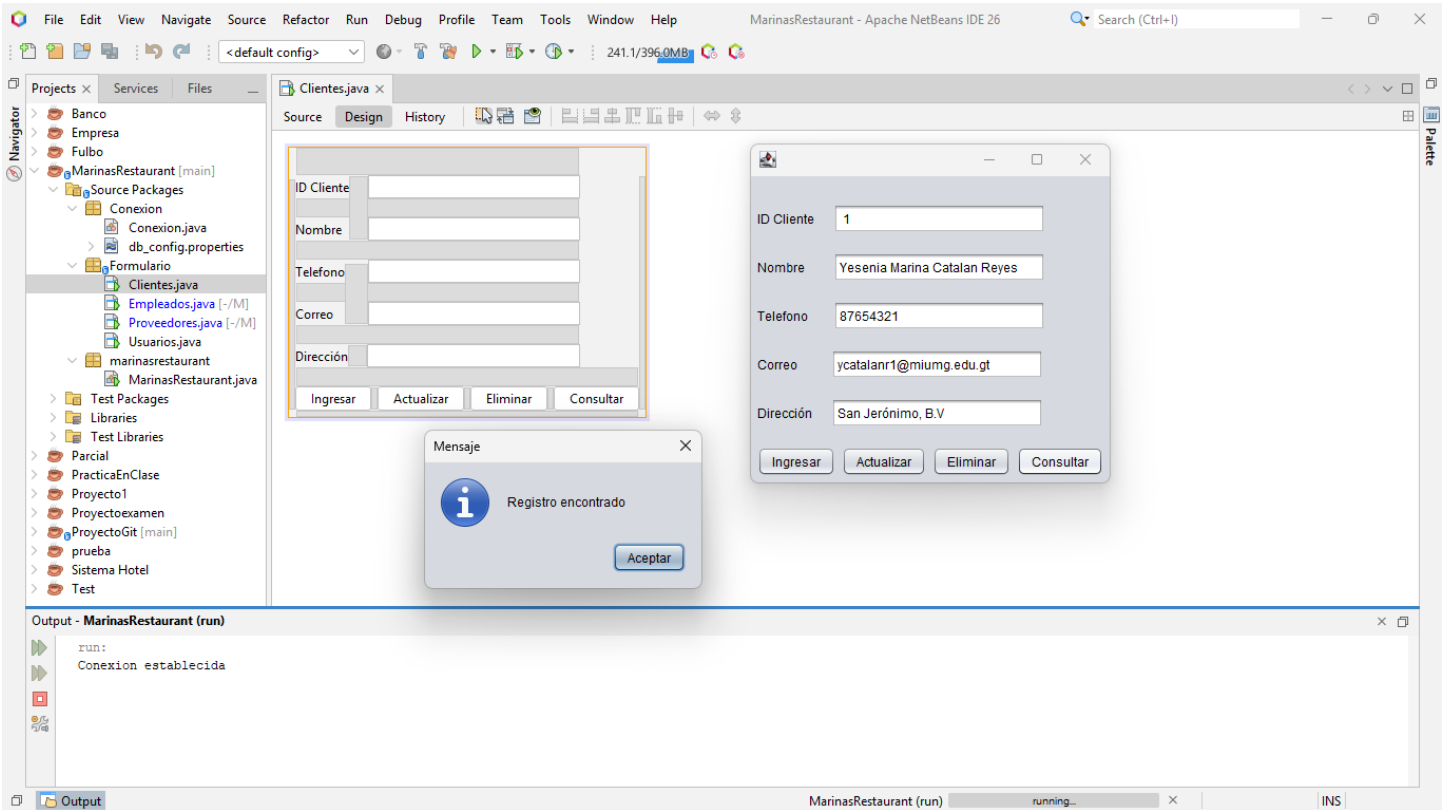 File Edit View Navigate Source Refactor Run Debug Profile Team Tools Window Help MarinasRestaurant - Apache NetBeans IDE 26 Search (Ctrl+I)
<default config> 241.1/396.0MB
Projects Services Files
Clientes.java
Source Design History
Navigator
Palette
Banco
Empresa
Fulbo
MarinasRestaurant [main]
Source Packages
Conexion
Conexion.java
db_config.properties
Formulario
Clientes.java
Empleados.java [-/M]
Proveedores.java [-/M]
Usuarios.java
marinasrestaurant
MarinasRestaurant.java
Test Packages
Libraries
Test Libraries
Parcial
PracticaEnClase
Proyecto1
Proyectoexamen
ProyectoGit [main]
prueba
Sistema Hotel
Test
ID Cliente
Nombre
Telefono
Correo
Dirección
Ingresar Actualizar Eliminar Consultar
ID Cliente 1
Nombre Yesenia Marina Catalan Reyes
Telefono 87654321
Correo ycatalanr1@miumg.edu.gt
Dirección San Jerónimo, B.V
Ingresar Actualizar Eliminar Consultar
Mensaje
Registro encontrado
Aceptar
Output - MarinasRestaurant (run)
run:
Conexion establecida
Output
MarinasRestaurant (run) running... INS